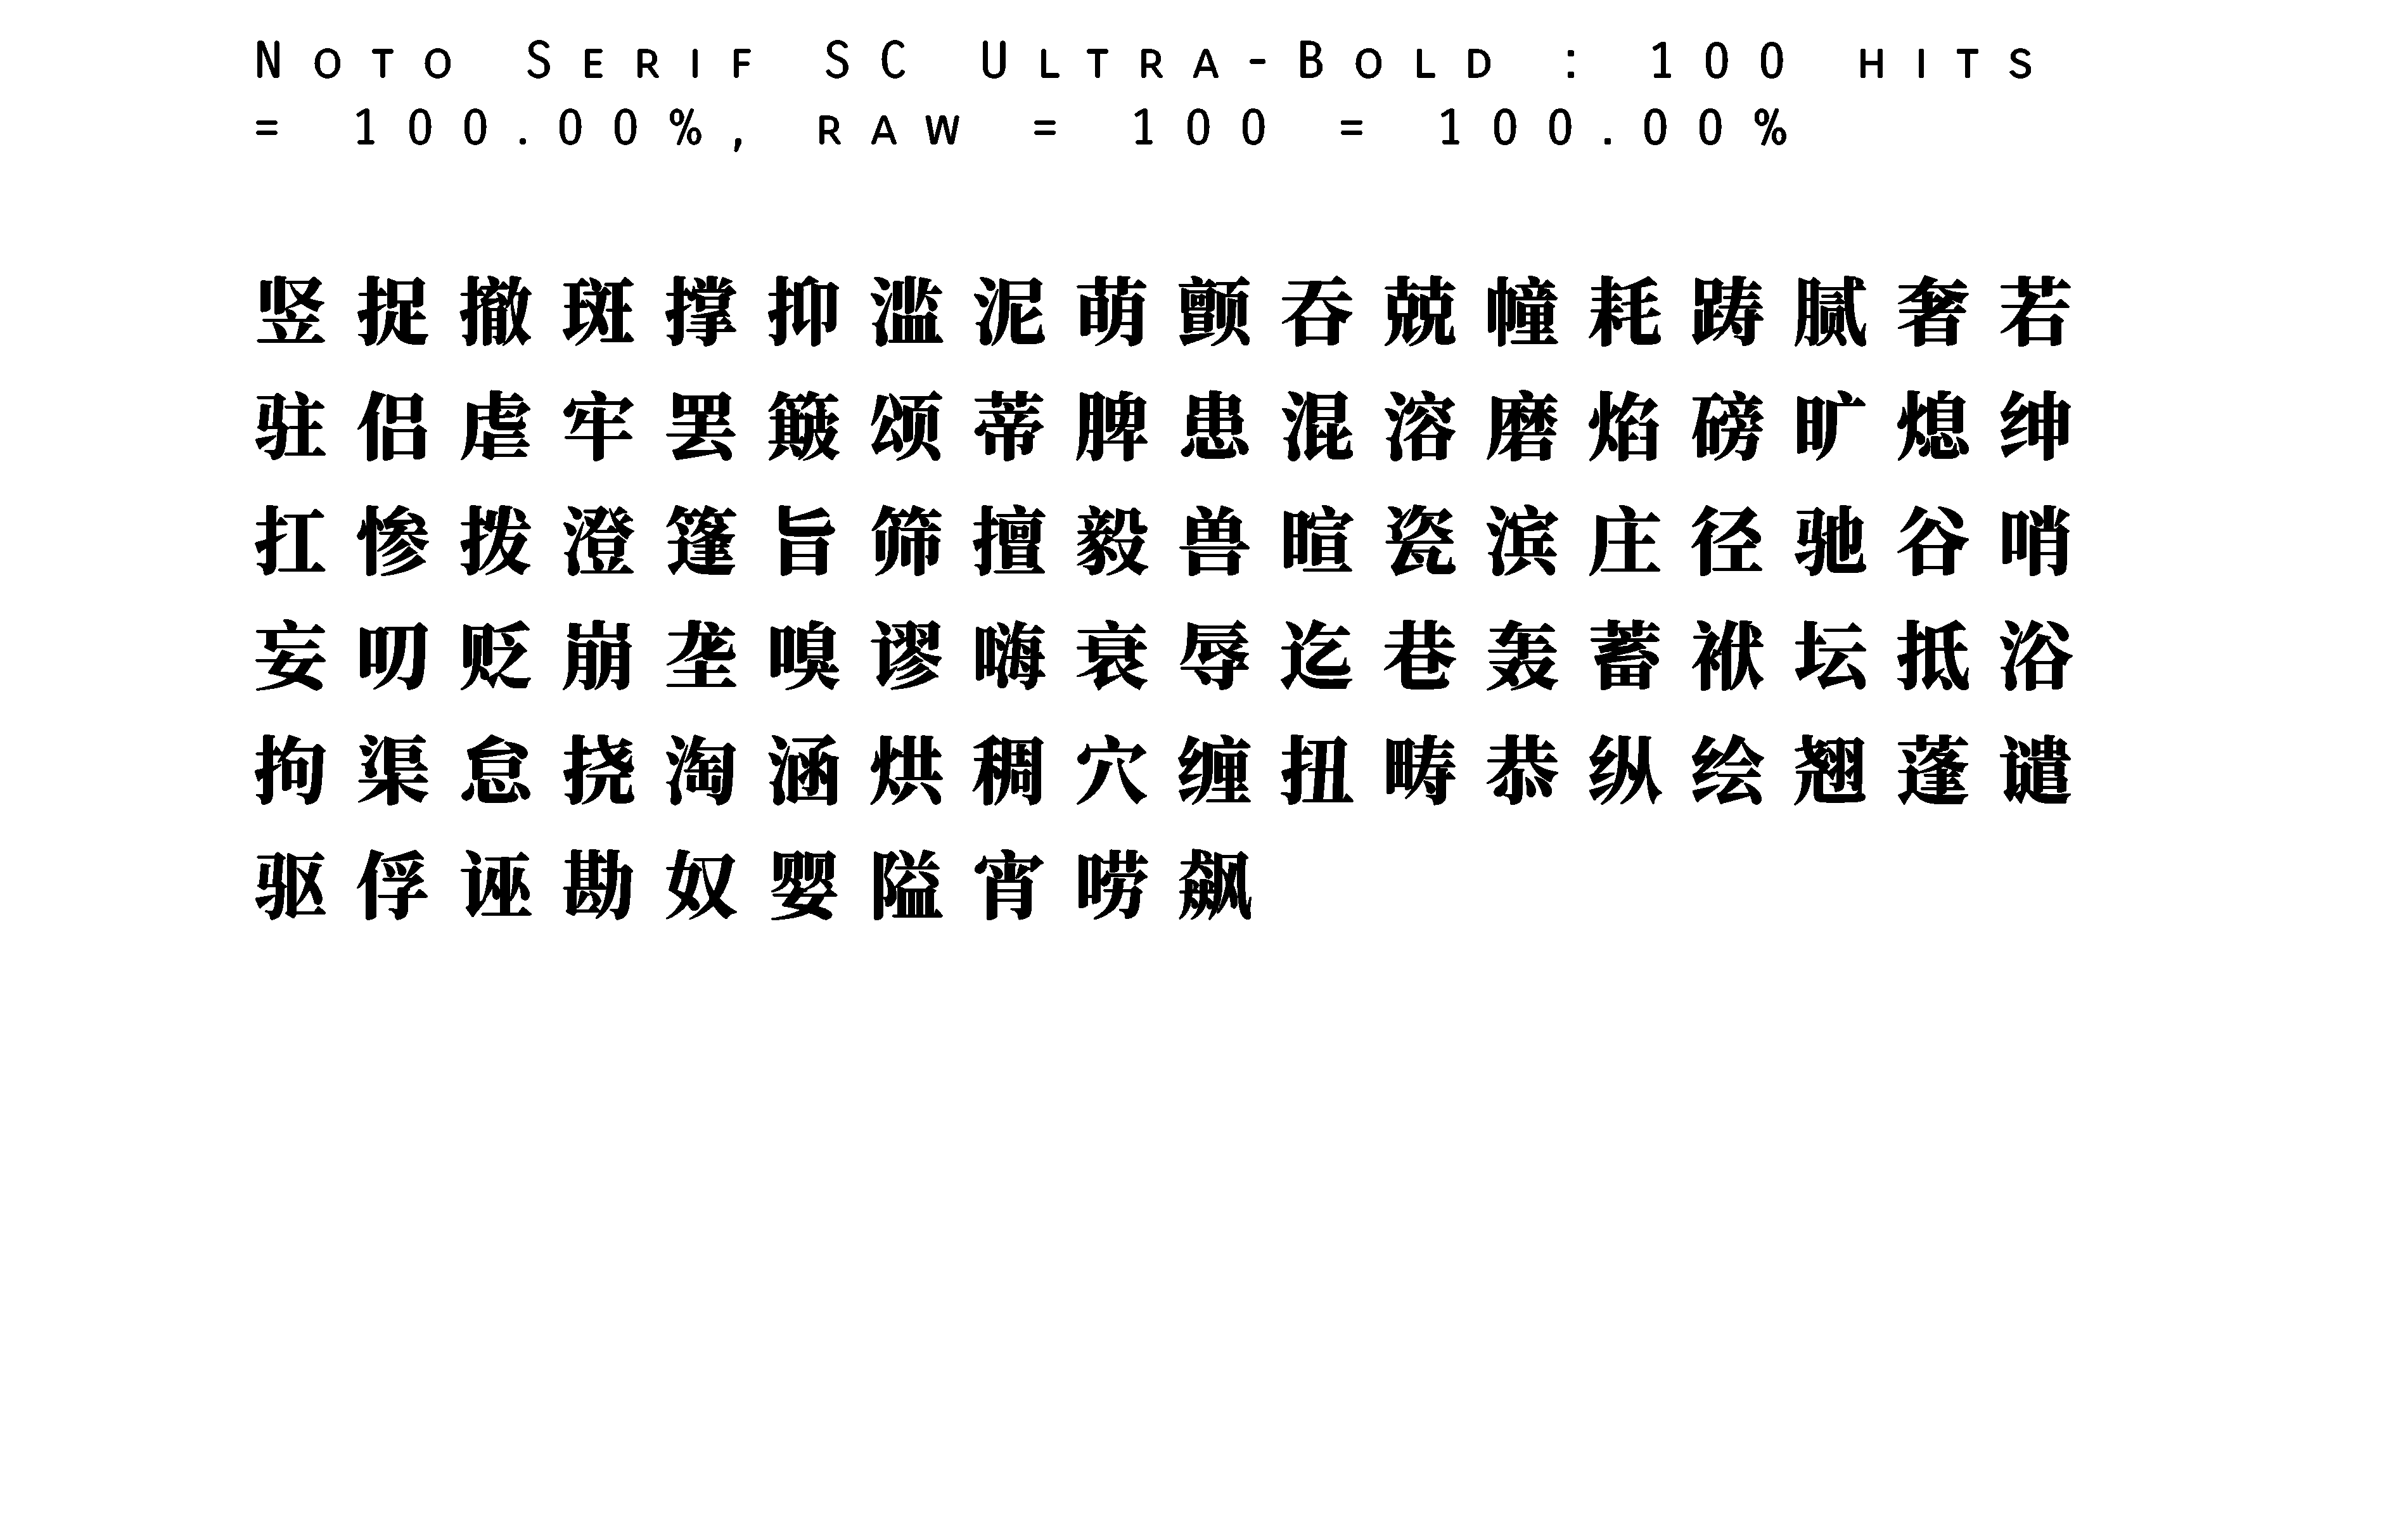 Noto Serif SC Ultra-Bold : 100 hits
= 100.00%, raw = 100 = 100.00%
竖捉撤斑撑抑滥泥萌颤吞兢幢耗踌腻奢若
驻侣虐牢罢簸颂蒂脾患混溶磨焰磅旷熄绅
扛惨拨澄篷旨筛擅毅兽暄瓷滨庄径驰谷哨
妄叨贬崩垄嗅谬嗨衰辱迄巷轰蓄袱坛抵浴
拘渠怠挠淘涵烘稠穴缠扭畴恭纵绘翘蓬谴
驱俘诬勘奴婴隘宵唠飙